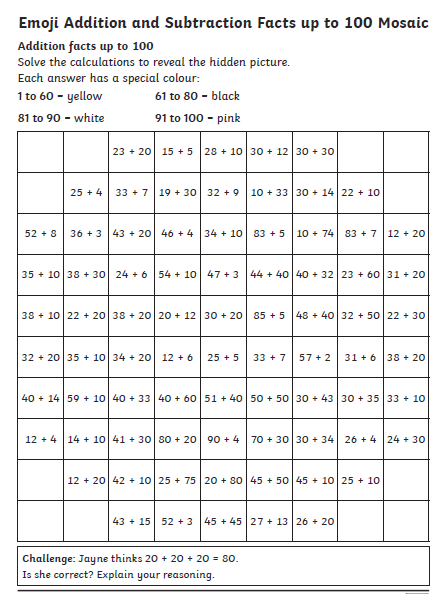 Emoji Addition and Subtraction Facts up to 100 Mosaic
Addition facts up to 100
Solve the calculations to reveal the hidden picture.
Each answer has a special colour:
1 to 60 – yellow 61 to 80 – black
81 to 90 – white 91 to 100 – pink
23 + 20 15 + 5 28 + 10 30 + 12 30 + 30
25 + 4 33 + 7 19 + 30 32 + 9 10 + 33 30 + 14 22 + 10
52 + 8 36 + 3 43 + 20 46 + 4 34 + 10 83 + 5 10 + 74 83 + 7 12 + 20
35 + 10 38 + 30 24 + 6 54 + 10 47 + 3 44 + 40 40 + 32 23 + 60 31 + 20
38 + 10 22 + 20 38 + 20 20 + 12 30 + 20 85 + 5 48 + 40 32 + 50 22 + 30
32 + 20 35 + 10 34 + 20 12 + 6 25 + 5 33 + 7 57 + 2 31 + 6 38 + 20
40 + 14 59 + 10 40 + 33 40 + 60 51 + 40 50 + 50 30 + 43 30 + 35 33 + 10
12 + 4 14 + 10 41 + 30 80 + 20 90 + 4 70 + 30 30 + 34 26 + 4 24 + 30
12 + 20 42 + 10 25 + 75 20 + 80 45 + 50 45 + 10 25 + 10
43 + 15 52 + 3 45 + 45 27 + 13 26 + 20
Challenge: Jayne thinks 20 + 20 + 20 = 80.
Is she correct? Explain your reasoning.